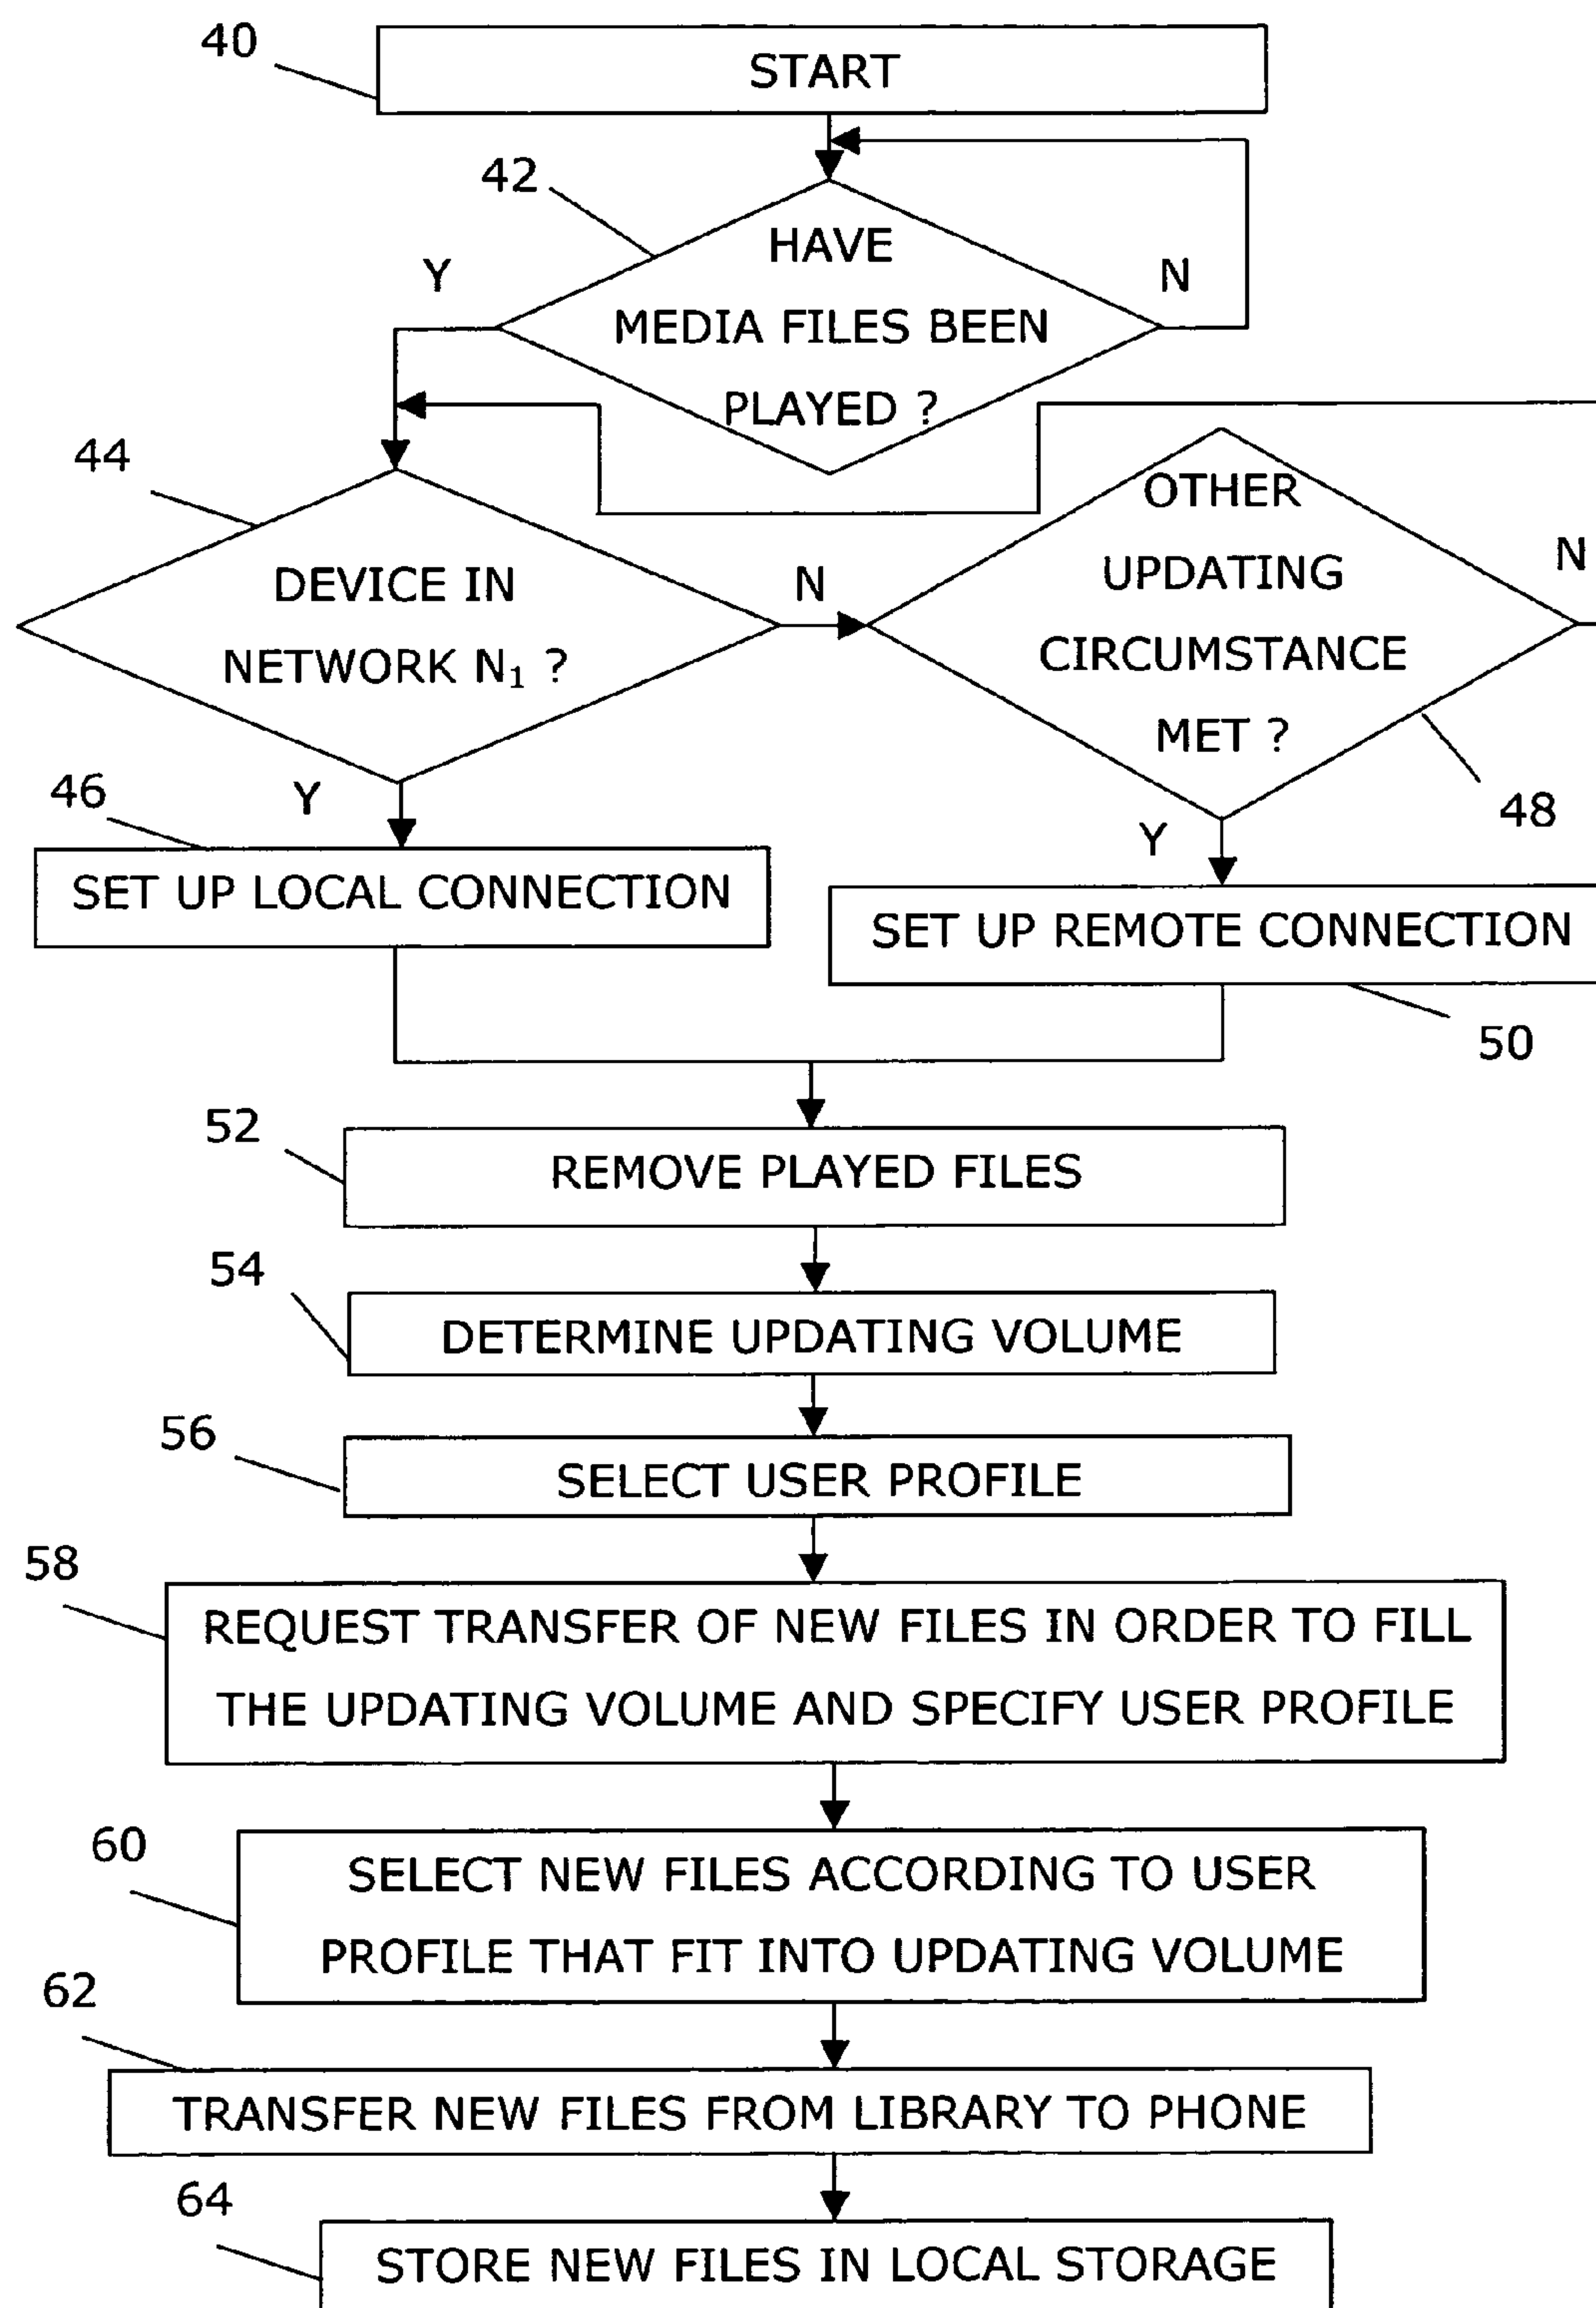 40
START
42
HAVE
Y
N
MEDIA FILES BEEN
PLAYED ?
44
OTHER
DEVICE IN
N
UPDATING
N
NETWORK N₁ ?
CIRCUMSTANCE
MET ?
46
Y
48
Y
SET UP LOCAL CONNECTION
SET UP REMOTE CONNECTION
50
52
REMOVE PLAYED FILES
54
DETERMINE UPDATING VOLUME
56
SELECT USER PROFILE
58
REQUEST TRANSFER OF NEW FILES IN ORDER TO FILL
THE UPDATING VOLUME AND SPECIFY USER PROFILE
60
SELECT NEW FILES ACCORDING TO USER
PROFILE THAT FIT INTO UPDATING VOLUME
62
TRANSFER NEW FILES FROM LIBRARY TO PHONE
64
STORE NEW FILES IN LOCAL STORAGE